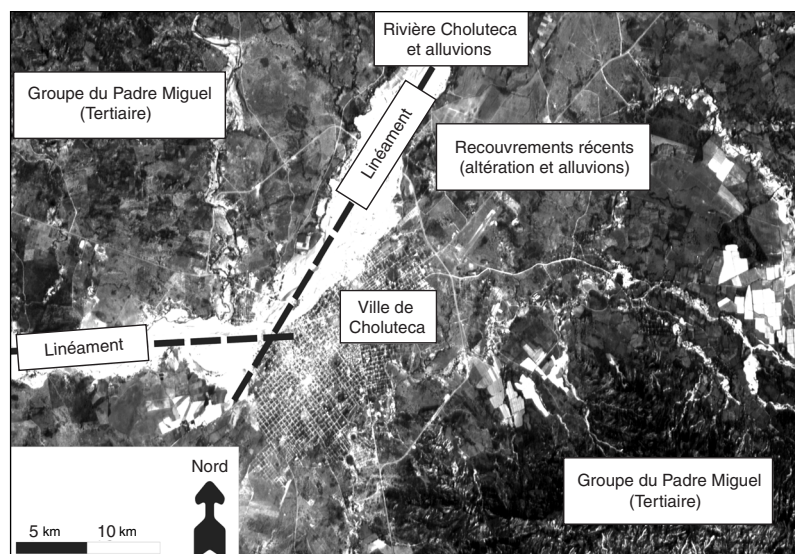 Rivière Choluteca
et alluvions
Groupe du Padre Miguel
(Tertiaire)
Linéament
Recouvrements récents
(altération et alluvions)
Ville de
Choluteca
Linéament
Nord
5 km 10 km
Groupe du Padre Miguel
(Tertiaire)